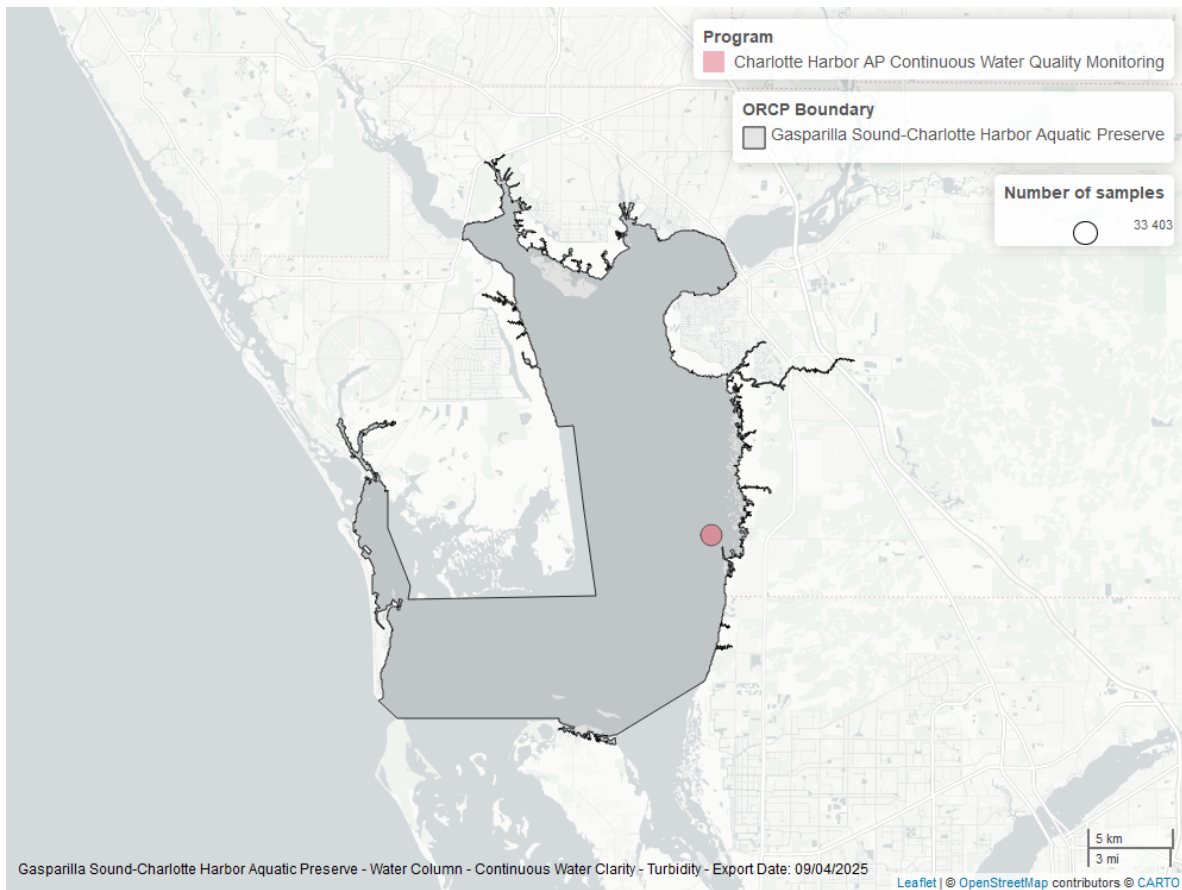 Program
Charlotte Harbor AP Continuous Water Quality Monitoring
ORCP Boundary
Gasparilla Sound-Charlotte Harbor Aquatic Preserve
Number of samples
33 403
5 km
3 mi
Gasparilla Sound-Charlotte Harbor Aquatic Preserve - Water Column - Continuous Water Clarity - Turbidity - Export Date: 09/04/2025
Leaflet | © OpenStreetMap contributors © CARTO